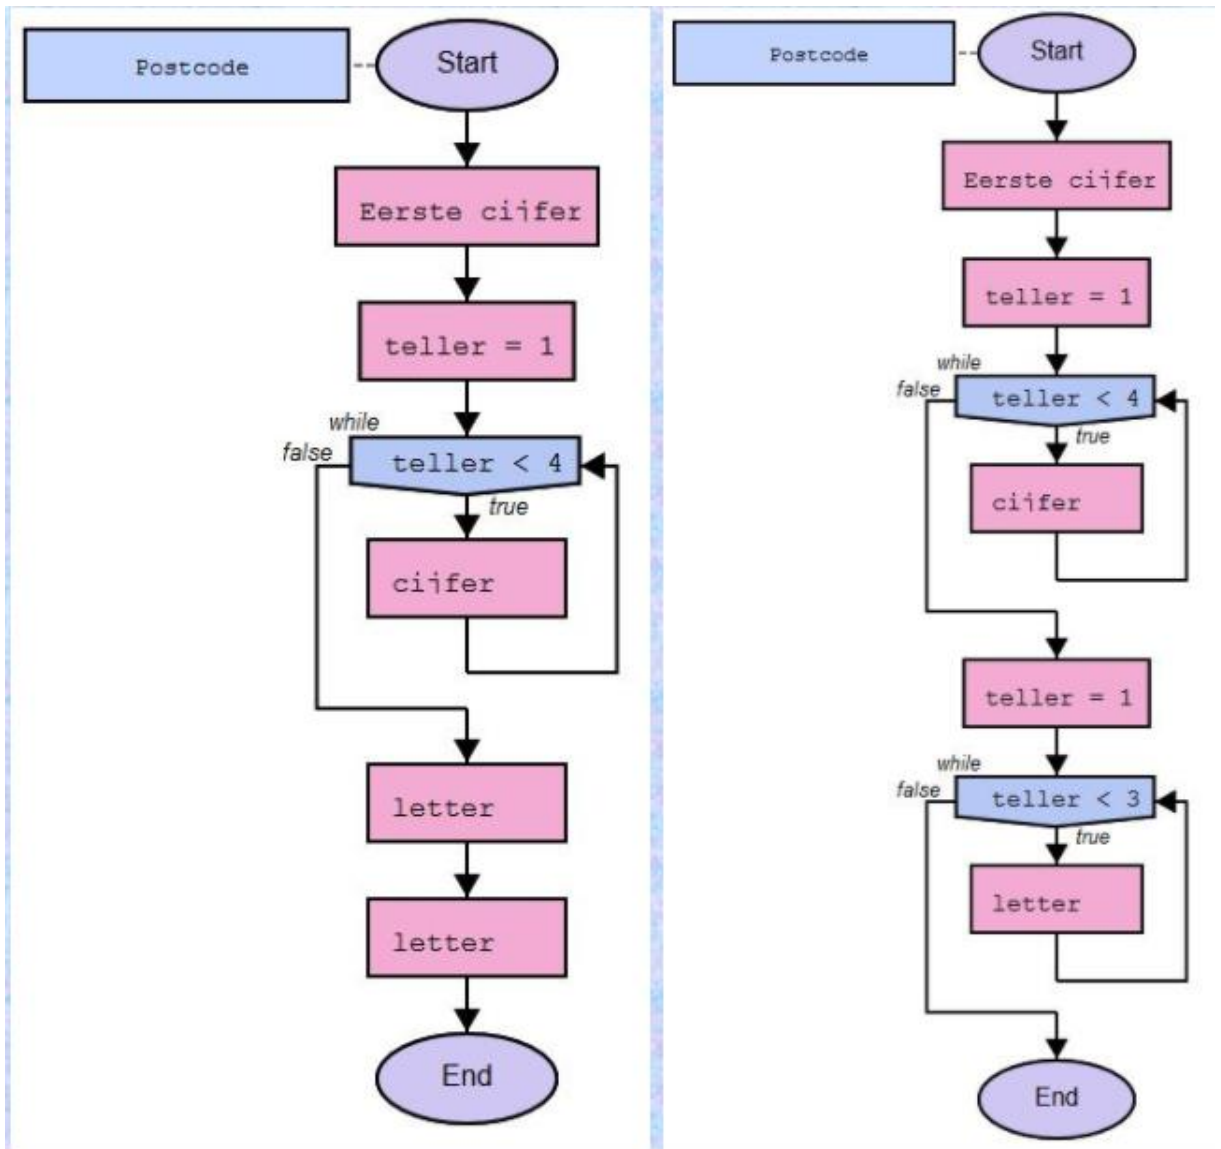 Postcode
Start
Eerste cijfer
teller = 1
while
false
teller < 4
true
cijfer
letter
letter
End
Postcode
Start
Eerste cijfer
teller = 1
while
false
teller < 4
true
cijfer
teller = 1
while
false
teller < 3
true
letter
End